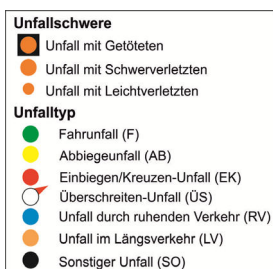 Unfallschwere
Unfall mit Getöteten
Unfall mit Schwerverletzten
Unfall mit Leichtverletzten
Unfalltyp
Fahrunfall (F)
Abbiegeunfall (AB)
Einbiegen/Kreuzen-Unfall (EK)
Überschreiten-Unfall (ÜS)
Unfall durch ruhenden Verkehr (RV)
Unfall im Längsverkehr (LV)
Sonstiger Unfall (SO)